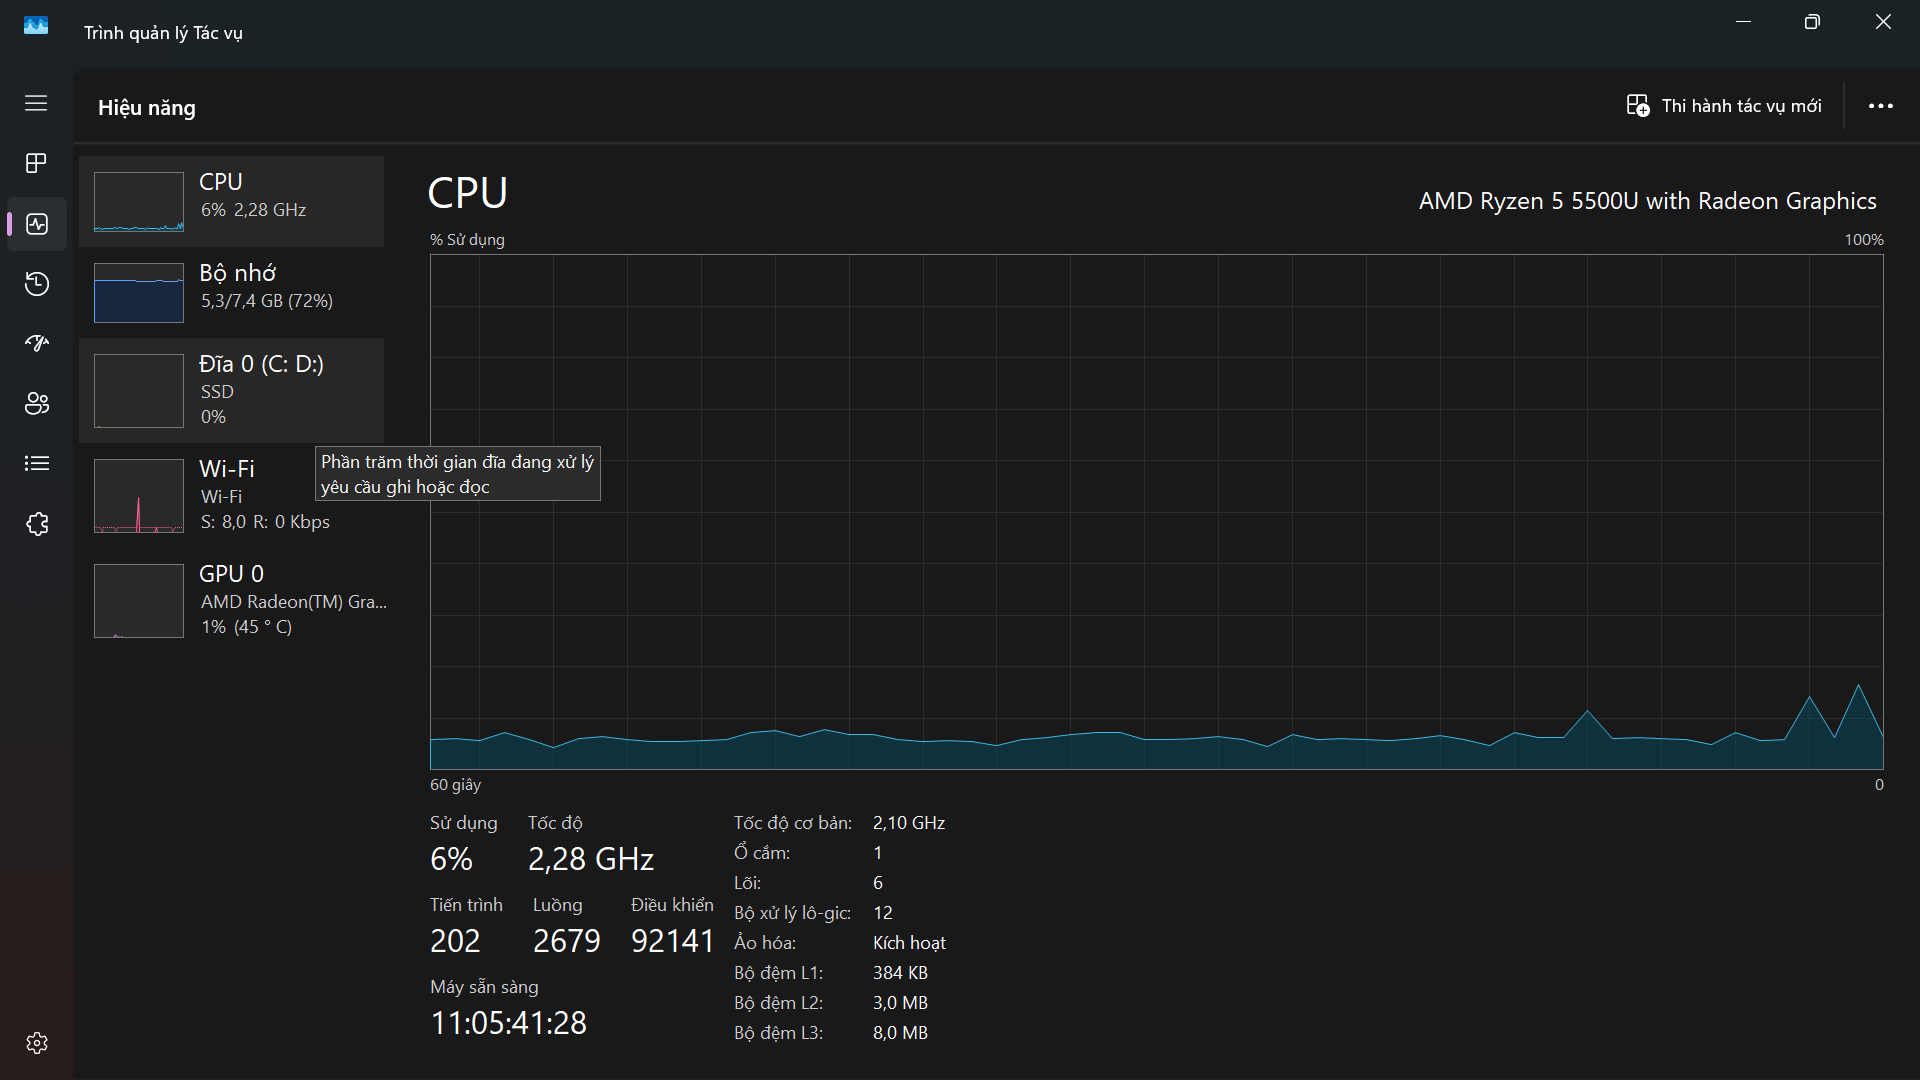 Trình quản lý Tác vụ
Hiệu năng
Thi hành tác vụ mới
CPU
6% 2,28 GHz
Bộ nhớ
5,3/7,4 GB (72%)
Đĩa 0 (C: D:)
SSD
0%
Wi-Fi
Wi-Fi
S: 8,0 R: 0 Kbps
GPU 0
AMD Radeon(TM) Gra...
1% (45 ° C)
Phần trăm thời gian đĩa đang xử lý
yêu cầu ghi hoặc đọc
CPU
AMD Ryzen 5 5500U with Radeon Graphics
% Sử dụng
100%
60 giây
0
Sử dụng
6%
Tốc độ
2,28 GHz
Tiến trình
202
Luồng
2679
Điều khiển
92141
Máy sẵn sàng
11:05:41:28
Tốc độ cơ bản: 2,10 GHz
Ổ cắm: 1
Lõi: 6
Bộ xử lý lô-gic: 12
Ảo hóa: Kích hoạt
Bộ đệm L1: 384 KB
Bộ đệm L2: 3,0 MB
Bộ đệm L3: 8,0 MB